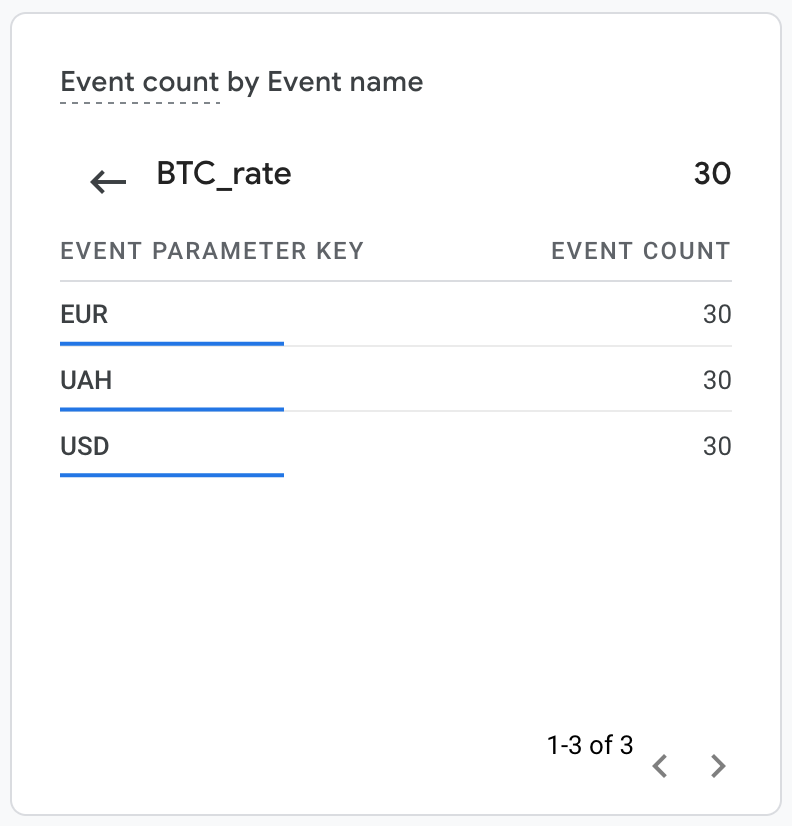 Event count by Event name
BTC_rate 30
EVENT PARAMETER KEY EVENT COUNT
EUR 30
UAH 30
USD 30
1-3 of 3